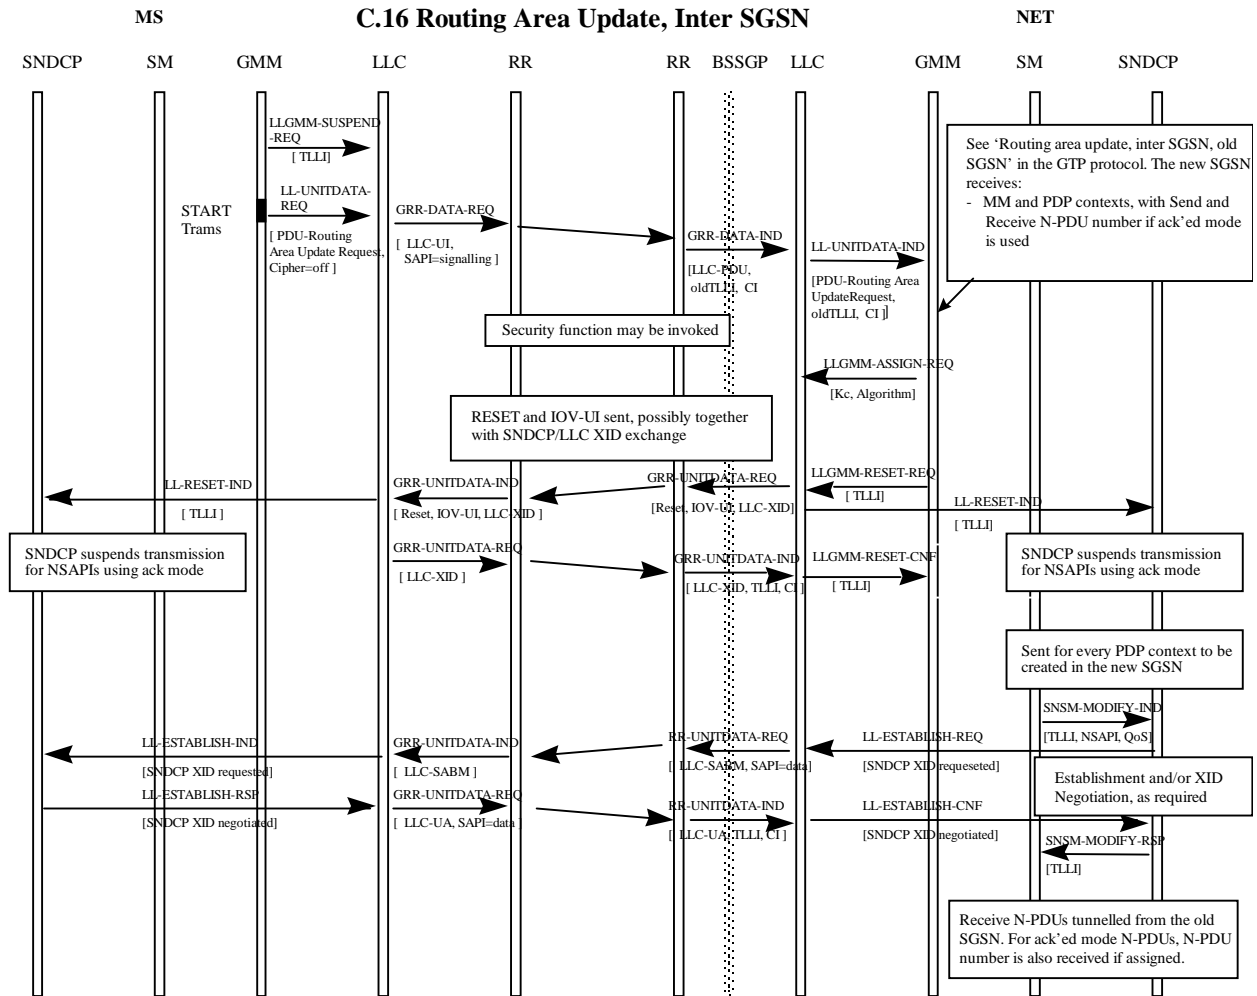 MS
C.16 Routing Area Update, Inter SGSN
NET
SNDCP SM GMM LLC RR RR BSSGP LLC GMM SM SNDCP
LLGMM-SUSPEND
-REQ
[ TLLI]
See ‘Routing area update, inter SGSN, old
SGSN’ in the GTP protocol. The new SGSN
receives:
- MM and PDP contexts, with Send and
Receive N-PDU number if ack’ed mode
is used
START
Trams
LL-UNITDATA-
REQ
[ PDU-Routing
Area Update Request,
Cipher=off ]
GRR-DATA-REQ
[ LLC-UI,
SAPI=signalling ]
GRR-DATA-IND
[LLC-PDU,
oldTLLI, CI
LL-UNITDATA-IND
[PDU-Routing Area
UpdateRequest,
oldTLLI, CI ]]
Security function may be invoked
LLGMM-ASSIGN-REQ
[Kc, Algorithm]
RESET and IOV-UI sent, possibly together
with SNDCP/LLC XID exchange
LL-RESET-IND
[ TLLI ]
GRR-UNITDATA-IND
[ Reset, IOV-UI, LLC-XID ]
GRR-UNITDATA-REQ
[Reset, IOV-UI, LLC-XID]
LLGMM-RESET-REQ
[ TLLI]
LL-RESET-IND
[TLLI]
SNDCP suspends transmission
for NSAPIs using ack mode
GRR-UNITDATA-REQ
[ LLC-XID ]
GRR-UNITDATA-IND
[ LLC-XID, TLLI, CI ]
LLGMM-RESET-CNF
[TLLI]
SNDCP suspends transmission
for NSAPIs using ack mode
Sent for every PDP context to be
created in the new SGSN
SNSM-MODIFY-IND
[TLLI, NSAPI, QoS]
LL-ESTABLISH-IND
[SNDCP XID requested]
GRR-UNITDATA-IND
[ LLC-SABM ]
RR-UNITDATA-REQ
[ LLC-SABM, SAPI=data]
LL-ESTABLISH-REQ
[SNDCP XID requeseted]
Establishment and/or XID
Negotiation, as required
LL-ESTABLISH-RSP
[SNDCP XID negotiated]
GRR-UNITDATA-REQ
[ LLC-UA, SAPI=data ]
RR-UNITDATA-IND
[ LLC-UA, TLLI, CI ]
LL-ESTABLISH-CNF
[SNDCP XID negotiated]
SNSM-MODIFY-RSP
[TLLI]
Receive N-PDUs tunnelled from the old
SGSN. For ack’ed mode N-PDUs, N-PDU
number is also received if assigned.